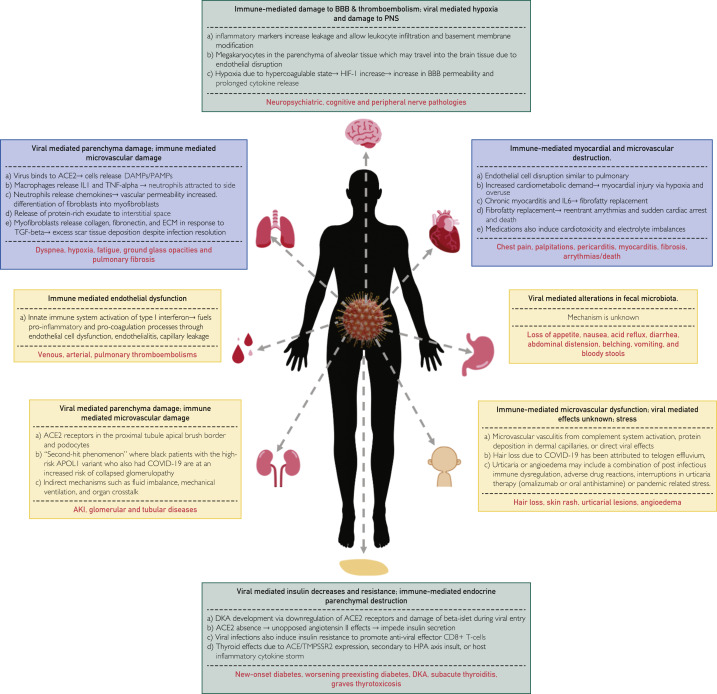 Immune-mediated damage to BBB & thromboembolism; viral mediated hypoxia
and damage to PNS
a) inflammatory markers increase leakage and allow leukocyte infiltration and basement membrane
modification
b) Megakaryocytes in the parenchyma of alveolar tissue which may travel into the brain tissue due to
endothelial disruption
c) Hypoxia due to hypercoagulable state→ HIF-1 increase→ increase in BBB permeability and
prolonged cytokine release
Neuropsychiatric, cognitive and peripheral nerve pathologies
Viral mediated parenchyma damage; immune mediated
microvascular damage
a) Virus binds to ACE2→ cells release DAMPs/PAMPs
b) Macrophages release IL1 and TNF-alpha → neutrophils attracted to side
c) Neutrophils release chemokines→ vascular permeability increased.
differentiation of fibroblasts into myofibroblasts
d) Release of protein-rich exudate to interstitial space
e) Myofibroblasts release collagen, fibronectin, and ECM in response to
TGF-beta→ excess scar tissue deposition despite infection resolution
Dyspnea, hypoxia, fatigue, ground glass opacities and
pulmonary fibrosis
Immune-mediated myocardial and microvascular
destruction.
a) Endothelial cell disruption similar to pulmonary
b) Increased cardiometabolic demand→ myocardial injury via hypoxia and
overuse
c) Chronic myocarditis and IL6→ fibrofatty replacement
d) Fibrofatty replacement→ reentrant arrythmias and sudden cardiac arrest
and death
e) Medications also induce cardiotoxicity and electrolyte imbalances
Chest pain, palpitations, pericarditis, myocarditis, fibrosis,
arrythmias/death
Immune mediated endothelial dysfunction
a) Innate immune system activation of type I interferon→ fuels
pro-inflammatory and pro-coagulation processes through
endothelial cell dysfunction, endothelialitis, capillary leakage
Venous, arterial, pulmonary thromboembolisms
Viral mediated alterations in fecal microbiota.
Mechanism is unknown
Loss of appetite, nausea, acid reflux, diarrhea,
abdominal distension, belching, vomiting, and
bloody stools
Viral mediated parenchyma damage; immune
mediated microvascular damage
a) ACE2 receptors in the proximal tubule apical brush border
and podocytes
b) "Second-hit phenomenon" where black patients with the high-
risk APOL1 variant who also had COVID-19 are at an
increased risk of collapsed glomerulopathy
c) Indirect mechanisms such as fluid imbalance, mechanical
ventilation, and organ crosstalk
AKI, glomerular and tubular diseases
Immune-mediated microvascular dysfunction; viral mediated
effects unknown; stress
a) Microvascular vasculitis from complement system activation, protein
deposition in dermal capillaries, or direct viral effects
b) Hair loss due to COVID-19 has been attributed to telogen effluvium,
c) Urticaria or angioedema may include a combination of post infectious
immune dysregulation, adverse drug reactions, interruptions in urticaria
therapy (omalizumab or oral antihistamine) or pandemic related stress.
Hair loss, skin rash, urticarial lesions, angioedema
Viral mediated insulin decreases and resistance; immune-mediated endocrine
parenchymal destruction
a) DKA development via downregulation of ACE2 receptors and damage of beta-islet during viral entry
b) ACE2 absence→ unopposed angiotensin II effects→ impede insulin secretion
c) Viral infections also induce insulin resistance to promote anti-viral effector CD8+ T-cells
d) Thyroid effects due to ACE/TMPSSR2 expression, secondary to HPA axis insult, or host
inflammatory cytokine storm
New-onset diabetes, worsening preexisting diabetes, DKA, subacute thyroiditis,
graves thyrotoxicosis